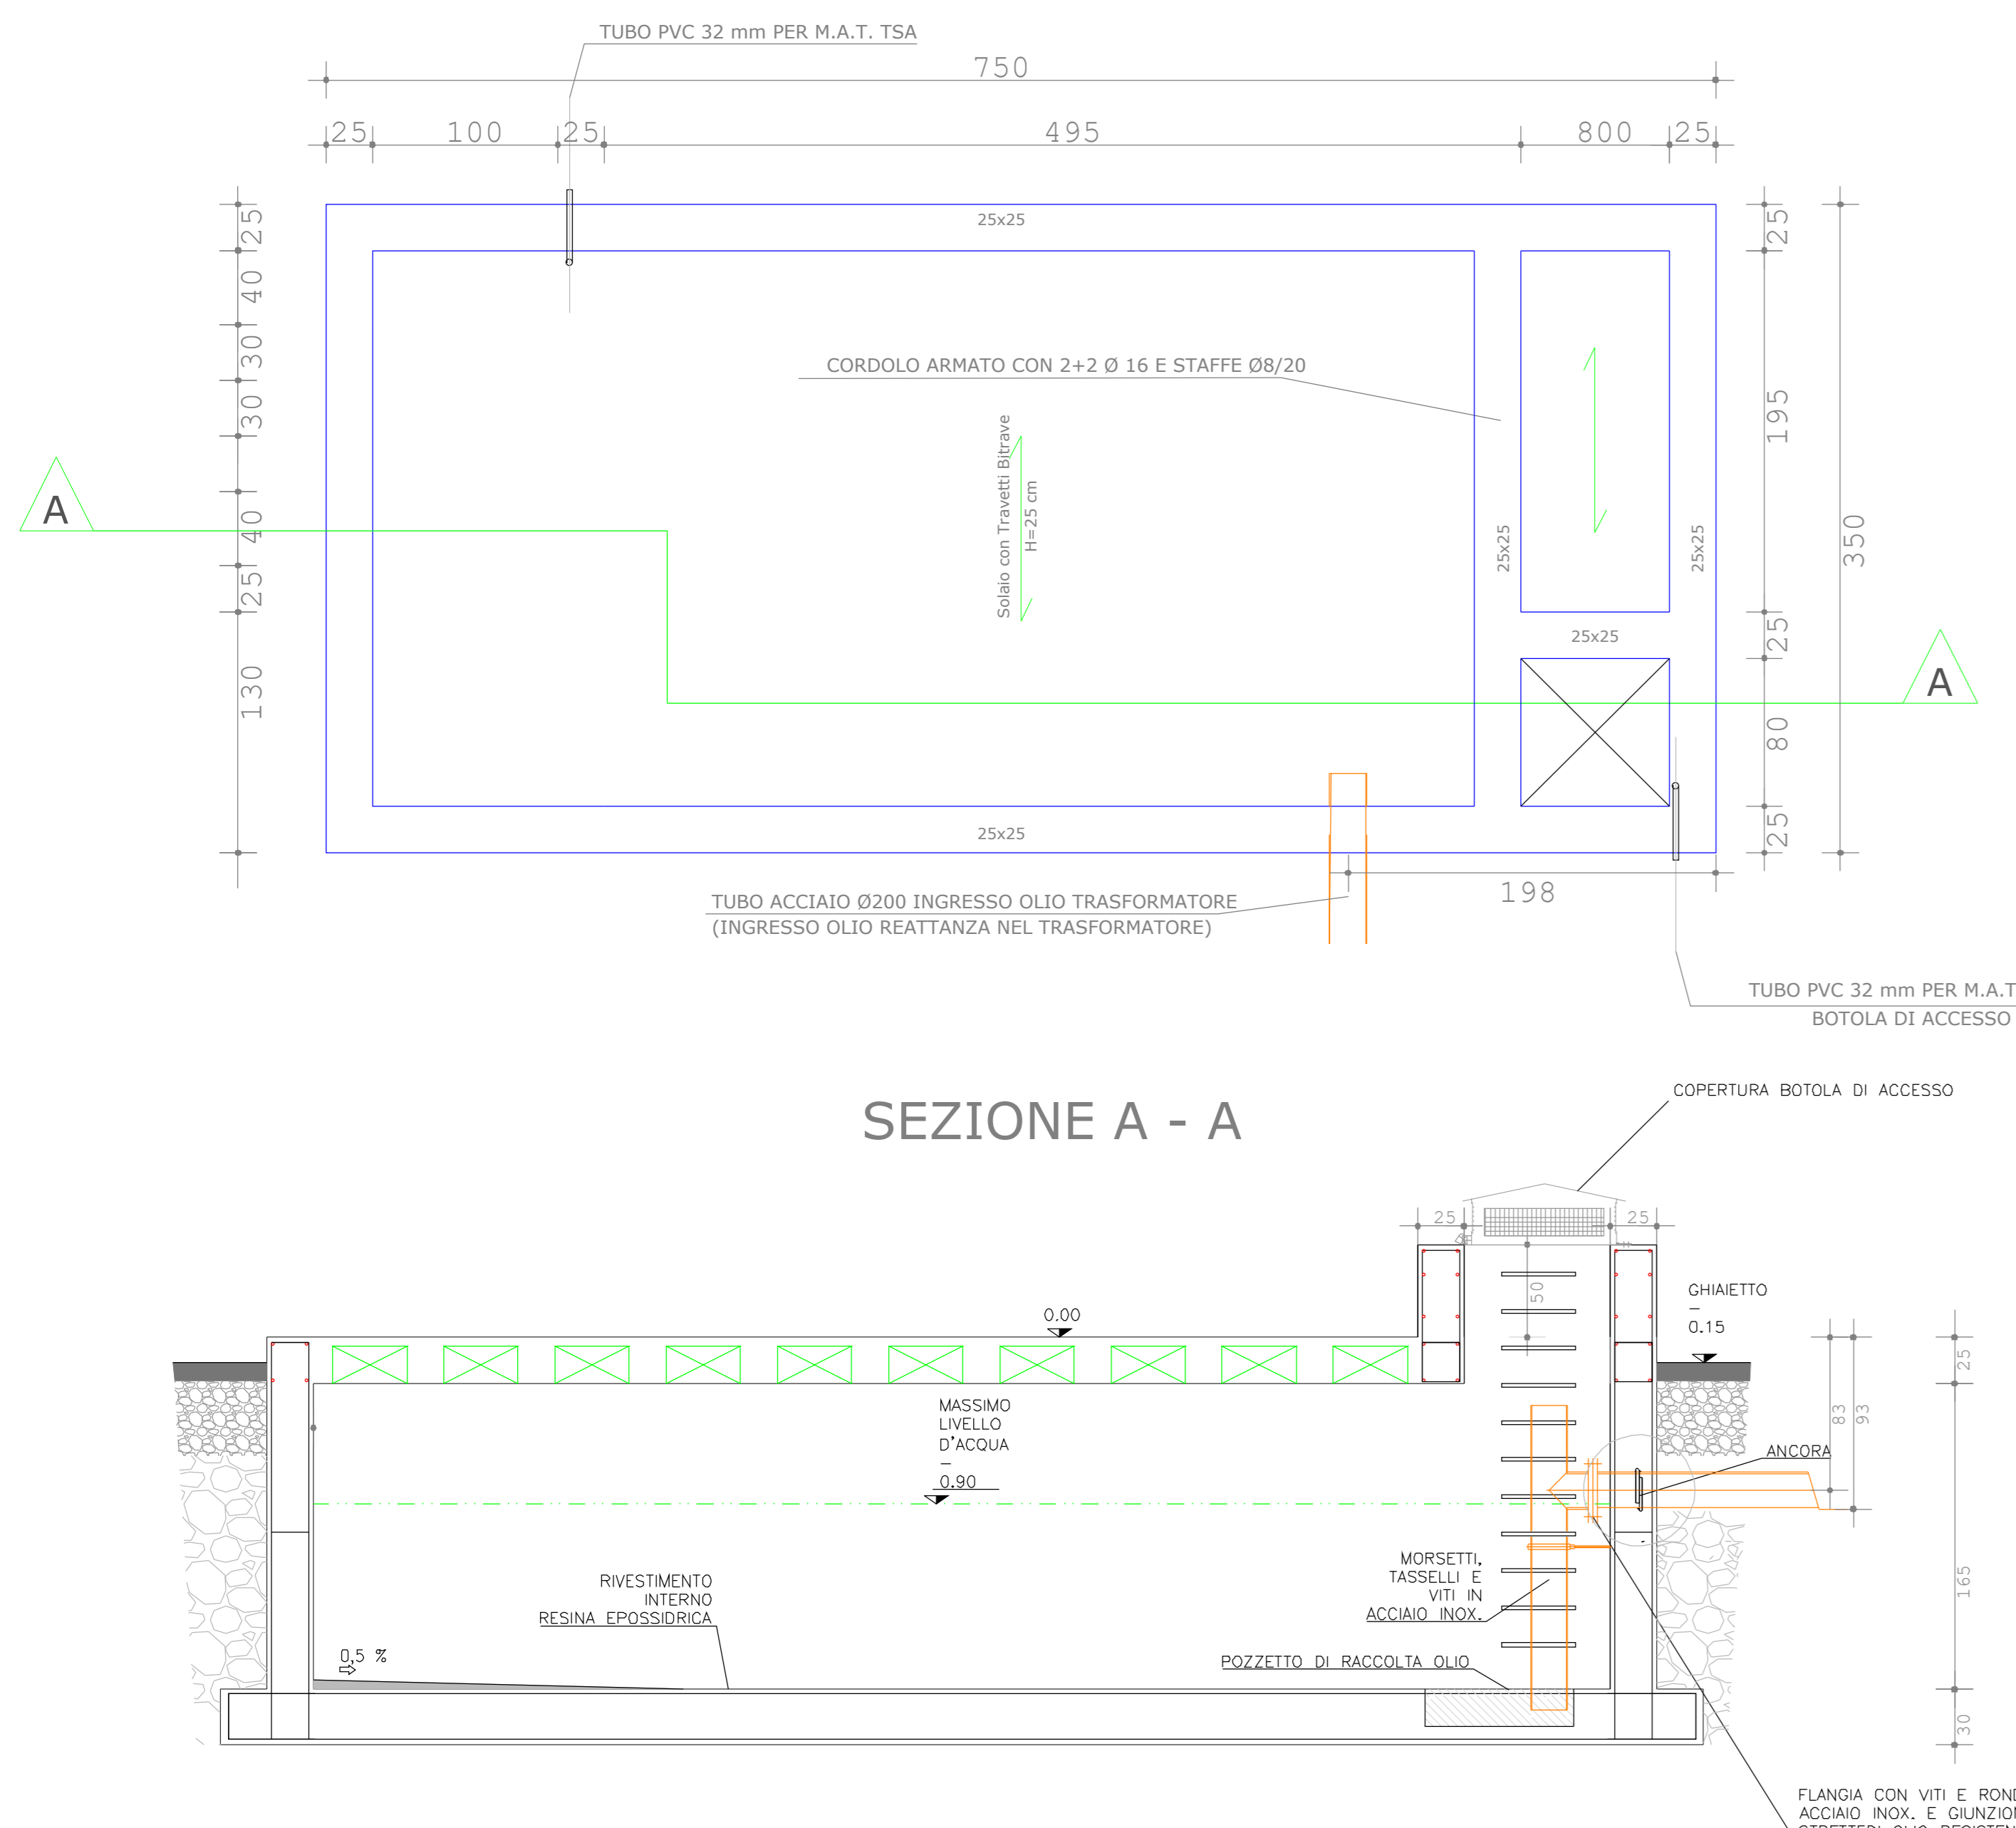 TUBO PVC 32 mm PER M.A.T. TSA
750
25 100 25 495 800 25
25
40
30
30
40
25
130
25x25
CORDOLO ARMATO CON 2+2 Ø 16 E STAFFE Ø8/20
Solaio con Travetti Bitrave
H=25 cm
25x25
25x25
25x25
25x25
A
A
25
195
25
80
25
350
198
TUBO ACCIAIO Ø200 INGRESSO OLIO TRASFORMATORE
(INGRESSO OLIO REATTANZA NEL TRASFORMATORE)
TUBO PVC 32 mm PER M.A.T
BOTOLA DI ACCESSO
SEZIONE A - A
COPERTURA BOTOLA DI ACCESSO
25 25
50
0.00
GHIAIETTO
–
0.15
MASSIMO
LIVELLO
D'ACQUA
–
0.90
ANCORA
83
93
25
165
30
RIVESTIMENTO
INTERNO
RESINA EPOSSIDRICA
MORSETTI,
TASSELLI E
VITI IN
ACCIAIO INOX.
0,5 %
POZZETTO DI RACCOLTA OLIO
FLANGIA CON VITI E
ACCIAIO INOX. E